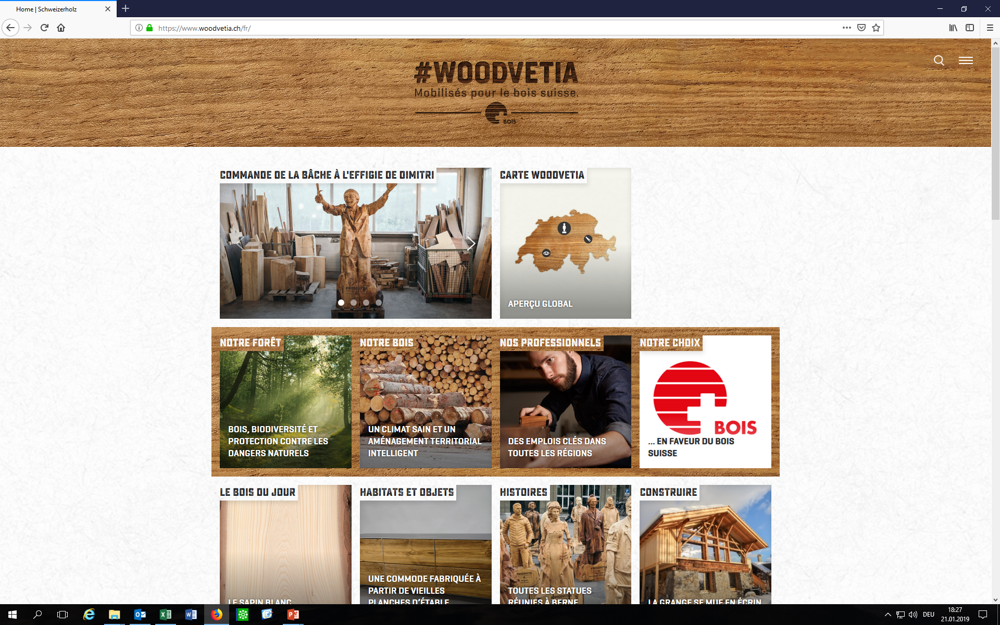 Home | Schweizerholz
https://www.woodvetia.ch/fr/
#WOODVETIA
Mobilisés pour le bois suisse.
BOIS
COMMANDE DE LA BÂCHE À L'EFFIGIE DE DIMITRI
#WOODVETIA
CARTE WOODVETIA
APERÇU GLOBAL
NOTRE FORÊT
BOIS, BIODIVERSITÉ ET
PROTECTION CONTRE LES
DANGERS NATURELS
NOTRE BOIS
UN CLIMAT SAIN ET UN
AMÉNAGEMENT TERRITORIAL
INTELLIGENT
NOS PROFESSIONNELS
DES EMPLOIS CLÉS DANS
TOUTES LES RÉGIONS
NOTRE CHOIX
BOIS
... EN FAVEUR DU BOIS
SUISSE
LE BOIS DU JOUR
LE SAPIN BLANC
HABITATS ET OBJETS
UNE COMMODE FABRIQUÉE À
PARTIR DE VIEILLES
PLANCHES D'ÉTABLE
HISTOIRES
#WOODVETIA
TOUTES LES STATUES
RÉUNIES À BERNE
CONSTRUIRE
LA GRANGE SE MUE EN ÉCRIN
DEU
18:27
21.01.2019